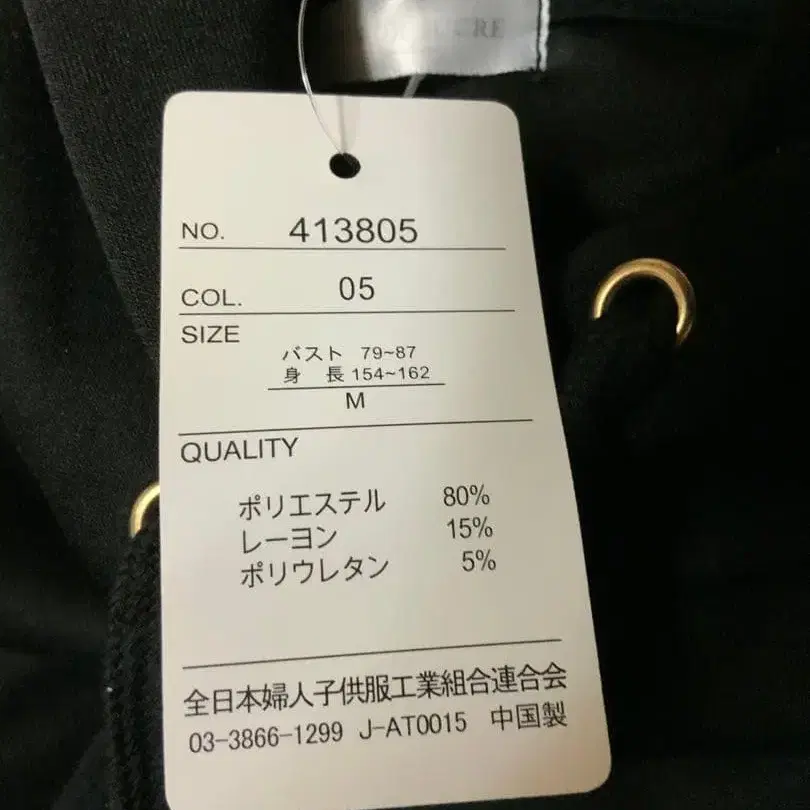 NO. 413805
COL. 05
SIZE
バスト 79~87
身 長 154~162
M
QUALITY
ポリエステル 80%
レーヨン 15%
ポリウレタン 5%
全日本婦人子供服工業組合連合会
03-3866-1299 J-AT0015 中国製